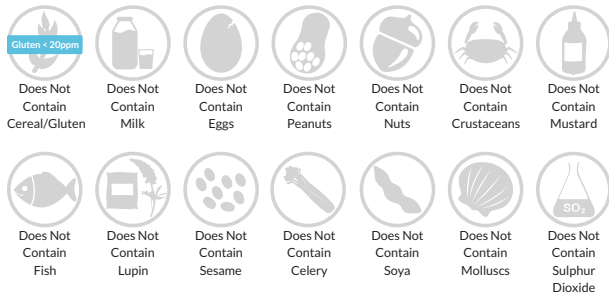 Gluten < 20ppm
Does Not
Contain
Cereal/Gluten
Does Not
Contain
Milk
Does Not
Contain
Eggs
Does Not
Contain
Peanuts
Does Not
Contain
Nuts
Does Not
Contain
Crustaceans
Does Not
Contain
Mustard
Does Not
Contain
Fish
Does Not
Contain
Lupin
Does Not
Contain
Sesame
Does Not
Contain
Celery
Does Not
Contain
Soya
Does Not
Contain
Molluscs
SO₂
Does Not
Contain
Sulphur
Dioxide